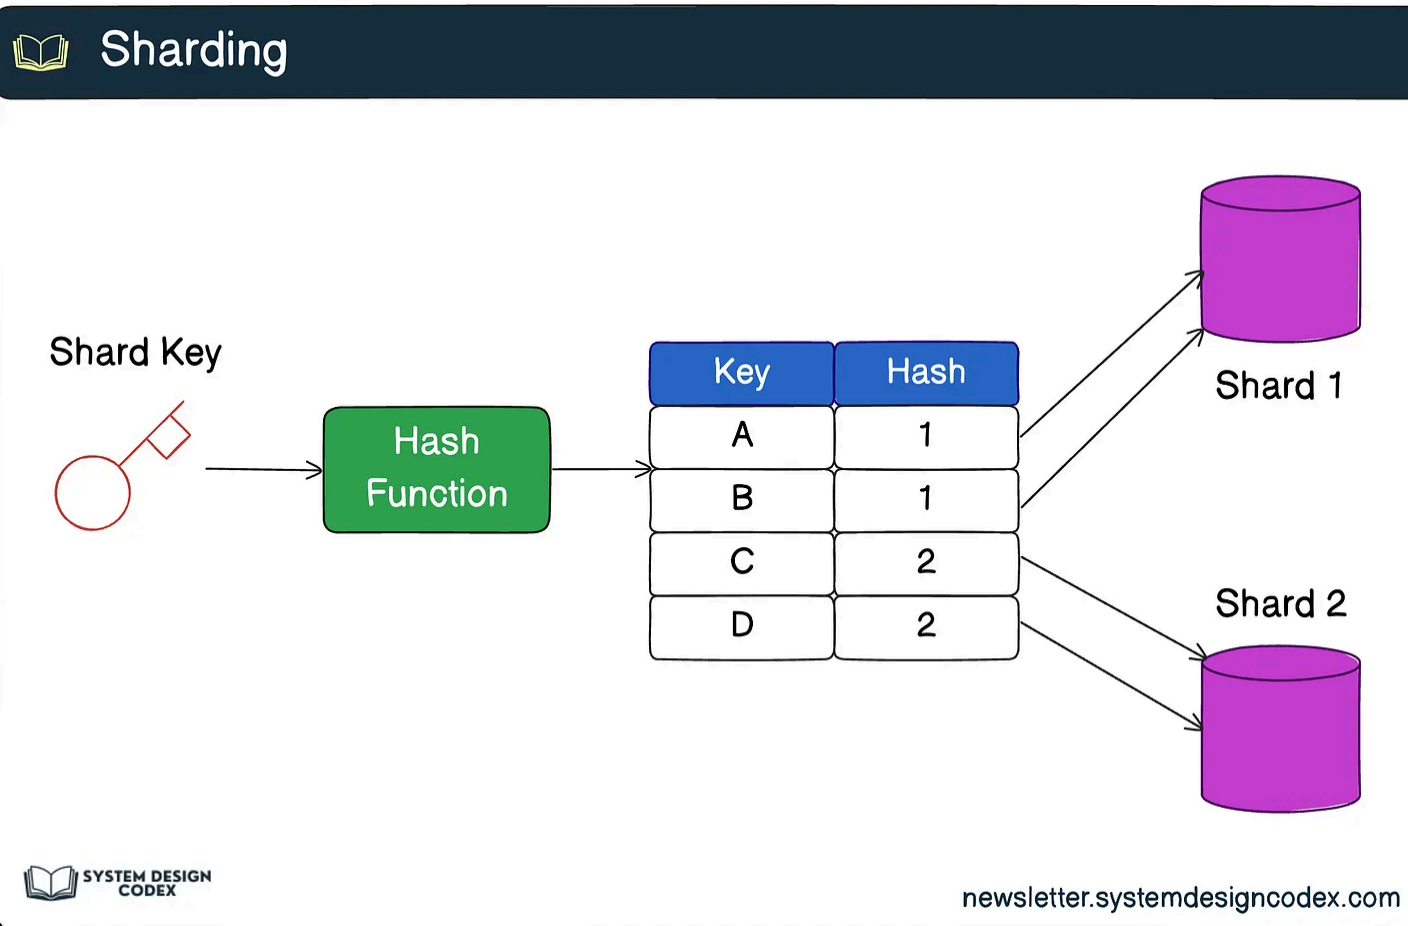 Sharding
Shard Key
Hash
Function
Key Hash
A 1
B 1
C 2
D 2
Shard 1
Shard 2
SYSTEM DESIGN
CODEX
newsletter.systemdesigncodex.com